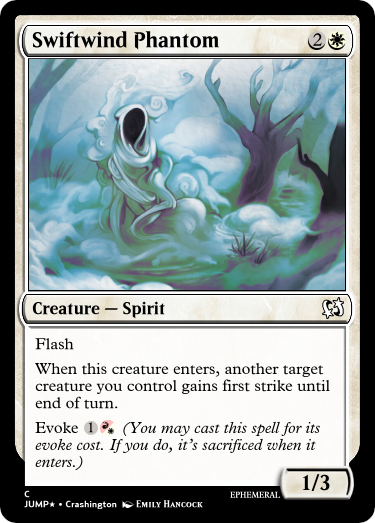 Swiftwind Phantom 2
Creature — Spirit
Flash
When this creature enters, another target
creature you control gains first strike until
end of turn.
Evoke 1 (You may cast this spell for its
evoke cost. If you do, it's sacrificed when it
enters.)
1/3
C EPHEMERAL
JUMP★ • Crashington Emily Hancock